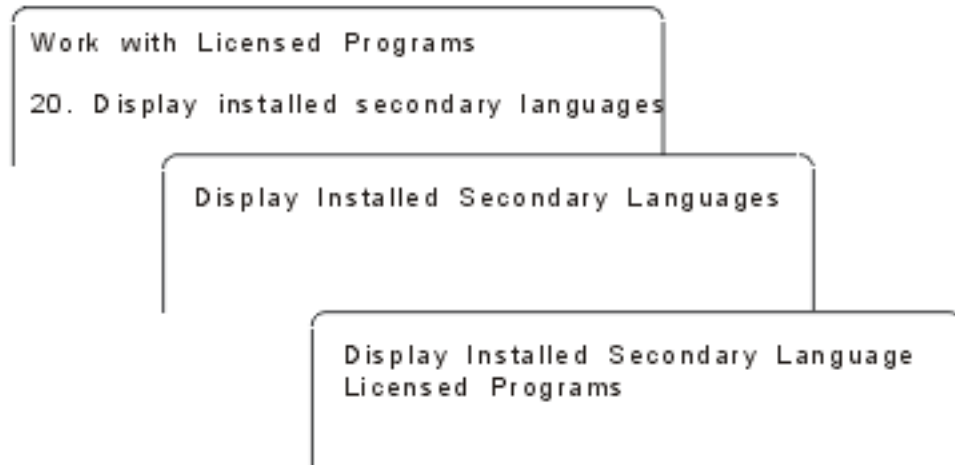 Work with Licensed Programs
20. Display installed secondary languages
Display Installed Secondary Languages
Display Installed Secondary Language
Licensed Programs